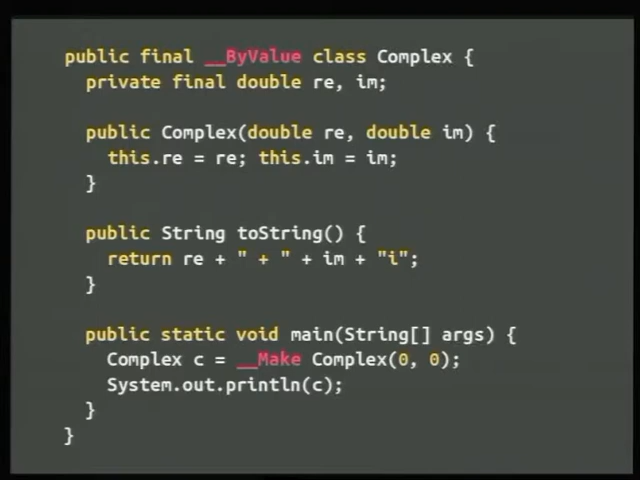 public final __ByValue class Complex {
private final double re, im;
public Complex(double re, double im) {
this.re = re; this.im = im;
}
public String toString() {
return re + " + " + im + "i";
}
public static void main(String[] args) {
Complex c = __Make Complex(0, 0);
System.out.println(c);
}
}